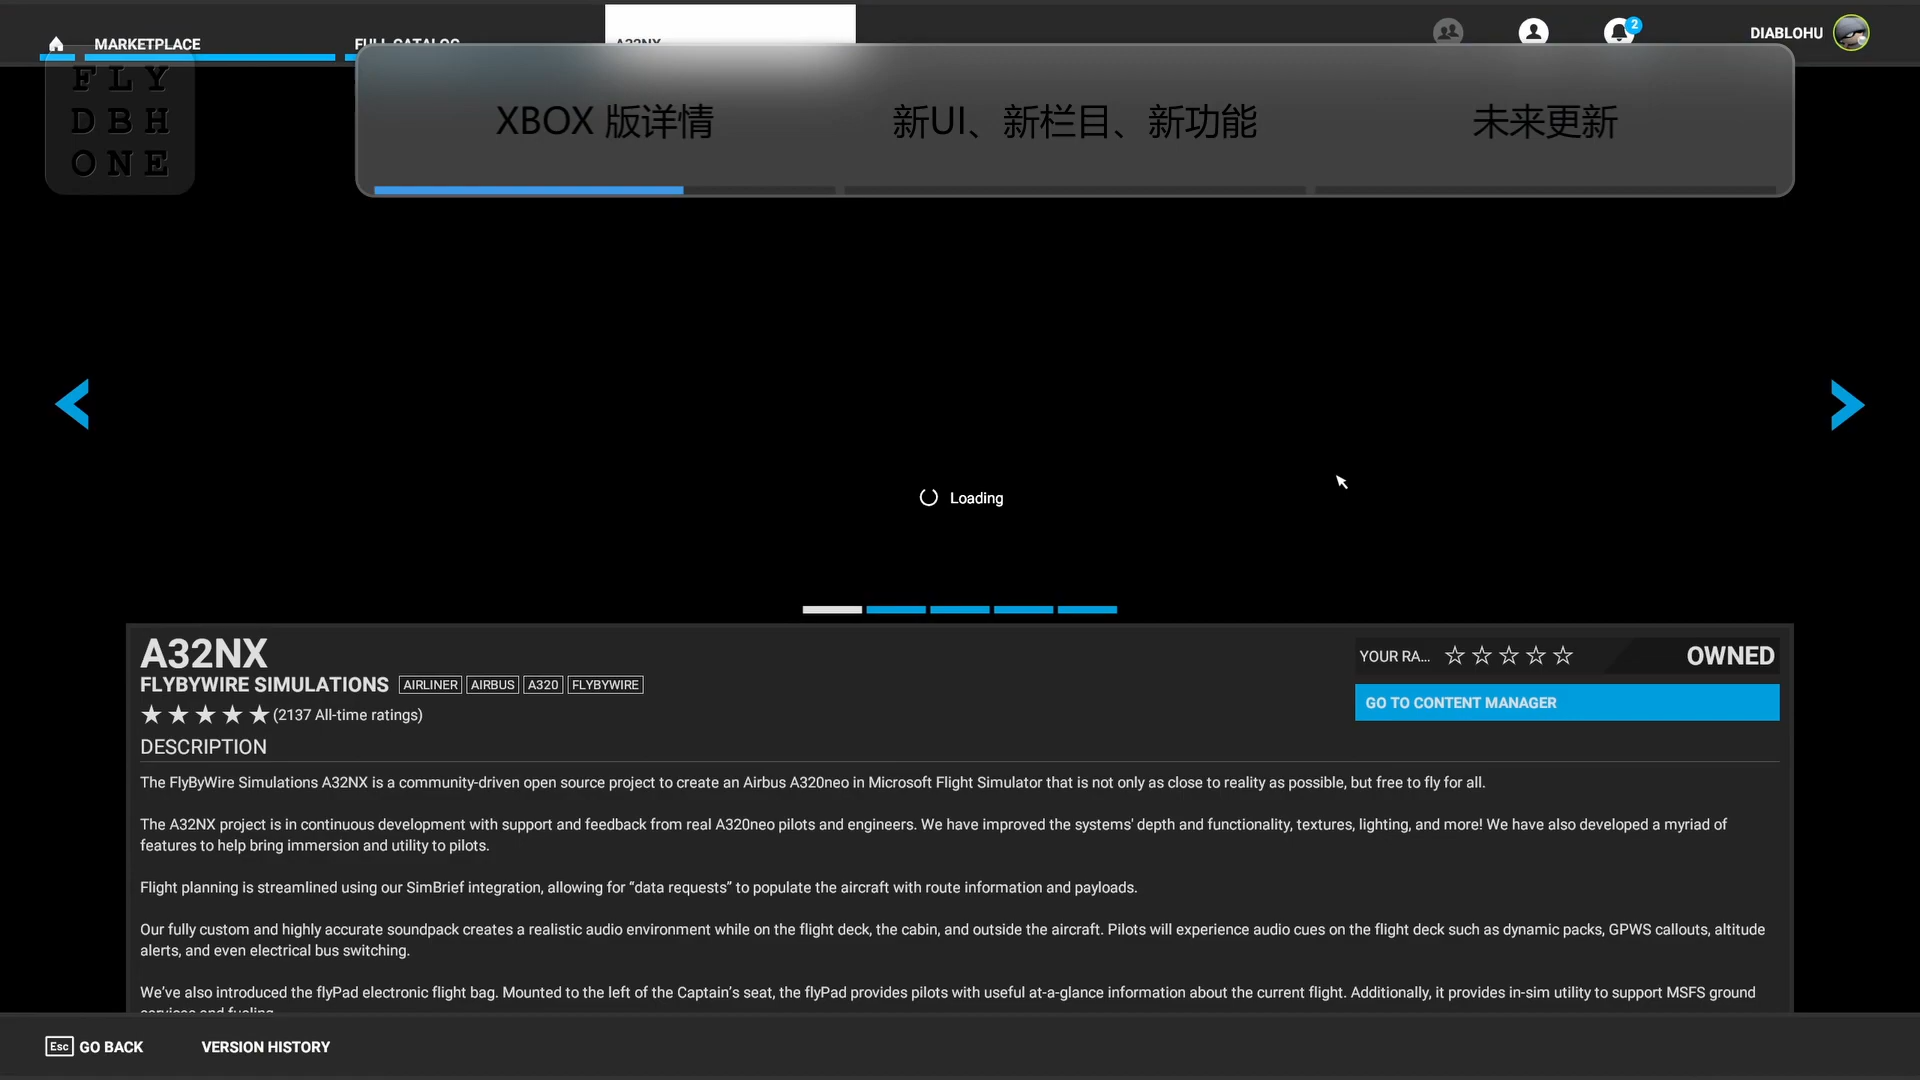 MARKETPLACE
FULL CATALOG
A32NX
2
DIABLOHU
FLY
DBH
ONE
XBOX 版详情
新UI、新栏目、新功能
未来更新
Loading
A32NX
FLYBYWIRE SIMULATIONS AIRLINER AIRBUS A320 FLYBYWIRE
(2137 All-time ratings)
YOUR RA... OWNED
GO TO CONTENT MANAGER
DESCRIPTION
The FlyByWire Simulations A32NX is a community-driven open source project to create an Airbus A320neo in Microsoft Flight Simulator that is not only as close to reality as possible, but free to fly for all.
The A32NX project is in continuous development with support and feedback from real A320neo pilots and engineers. We have improved the systems' depth and functionality, textures, lighting, and more! We have also developed a myriad of
features to help bring immersion and utility to pilots.
Flight planning is streamlined using our SimBrief integration, allowing for “data requests” to populate the aircraft with route information and payloads.
Our fully custom and highly accurate soundpack creates a realistic audio environment while on the flight deck, the cabin, and outside the aircraft. Pilots will experience audio cues on the flight deck such as dynamic packs, GPWS callouts, altitude
alerts, and even electrical bus switching.
We’ve also introduced the flyPad electronic flight bag. Mounted to the left of the Captain’s seat, the flyPad provides pilots with useful at-a-glance information about the current flight. Additionally, it provides in-sim utility to support MSFS ground
services and fueling.
Esc GO BACK
VERSION HISTORY